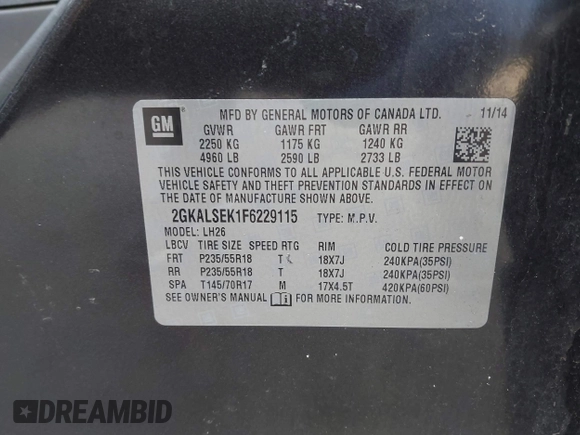 GM
MFD BY GENERAL MOTORS OF CANADA LTD. 11/14
GVWR GAWR FRT GAWR RR
2250 KG 1175 KG 1240 KG
4960 LB 2590 LB 2733 LB
THIS VEHICLE CONFORMS TO ALL APPLICABLE U.S. FEDERAL MOTOR
VEHICLE SAFETY AND THEFT PREVENTION STANDARDS IN EFFECT ON
THE DATE OF MANUFACTURE SHOWN ABOVE.
2GKALSEK1F6229115 TYPE: M.P.V.
MODEL: LH26
LBCV TIRE SIZE SPEED RTG RIM COLD TIRE PRESSURE
FRT P235/55R18 T 18X7J 240KPA(35PSI)
RR P235/55R18 T 18X7J 240KPA(35PSI)
SPA T145/70R17 M 17X4.5T 420KPA(60PSI)
SEE OWNER'S MANUAL FOR MORE INFORMATION.
DREAMBID